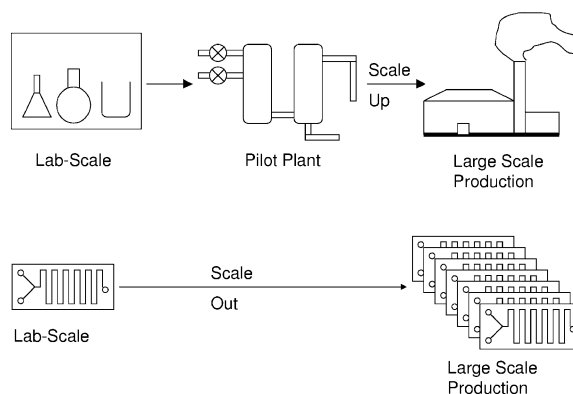 Scale
Up
Lab-Scale
Pilot Plant
Large Scale
Production
Scale
Out
Lab-Scale
Large Scale
Production